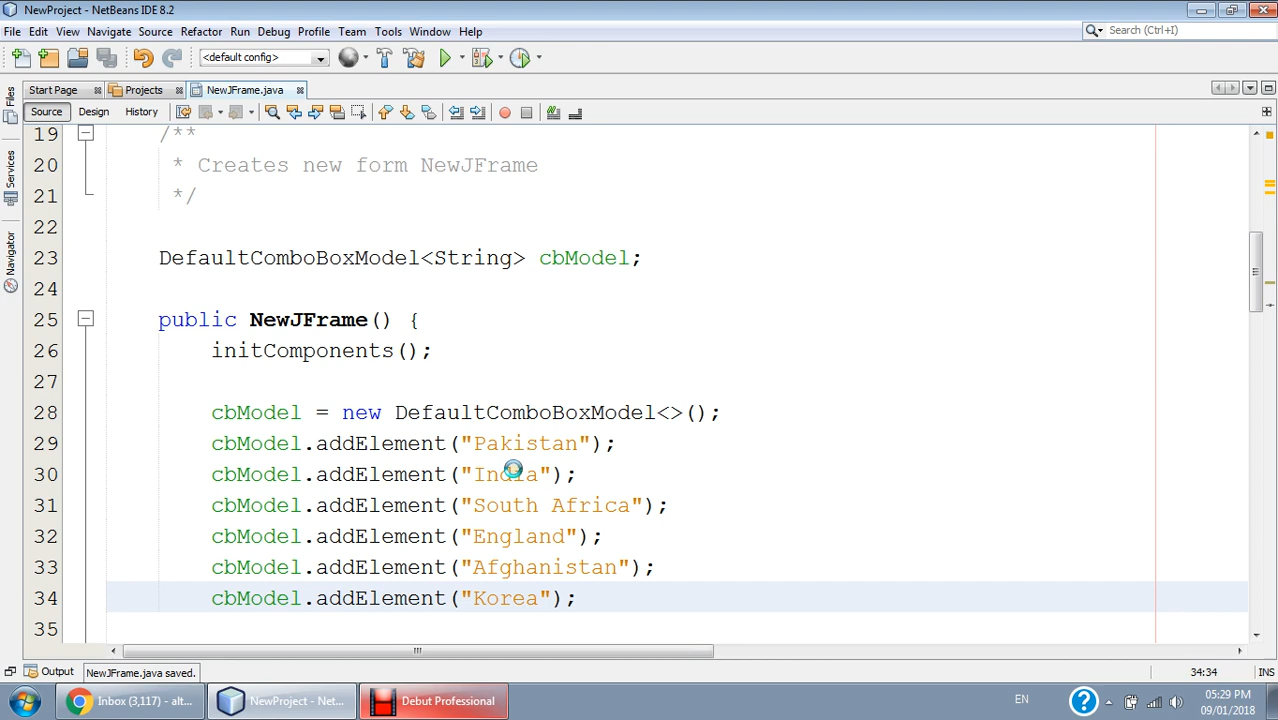 NewProject - NetBeans IDE 8.2
File Edit View Navigate Source Refactor Run Debug Profile Team Tools Window Help
Search (Ctrl+I)
<default config>
Start Page Projects NewJFrame.java
Source Design History
Files
Services
Navigator
19 /**
20 * Creates new form NewJFrame
21 */
22
23 DefaultComboBoxModel<String> cbModel;
24
25 public NewJFrame() {
26 initComponents();
27
28 cbModel = new DefaultComboBoxModel<>();
29 cbModel.addElement("Pakistan");
30 cbModel.addElement("India");
31 cbModel.addElement("South Africa");
32 cbModel.addElement("England");
33 cbModel.addElement("Afghanistan");
34 cbModel.addElement("Korea");
35
Output NewJFrame.java saved. 34:34 INS
Inbox (3,117) - alt... NewProject - Net... Debut Professional EN 05:29 PM
09/01/2018